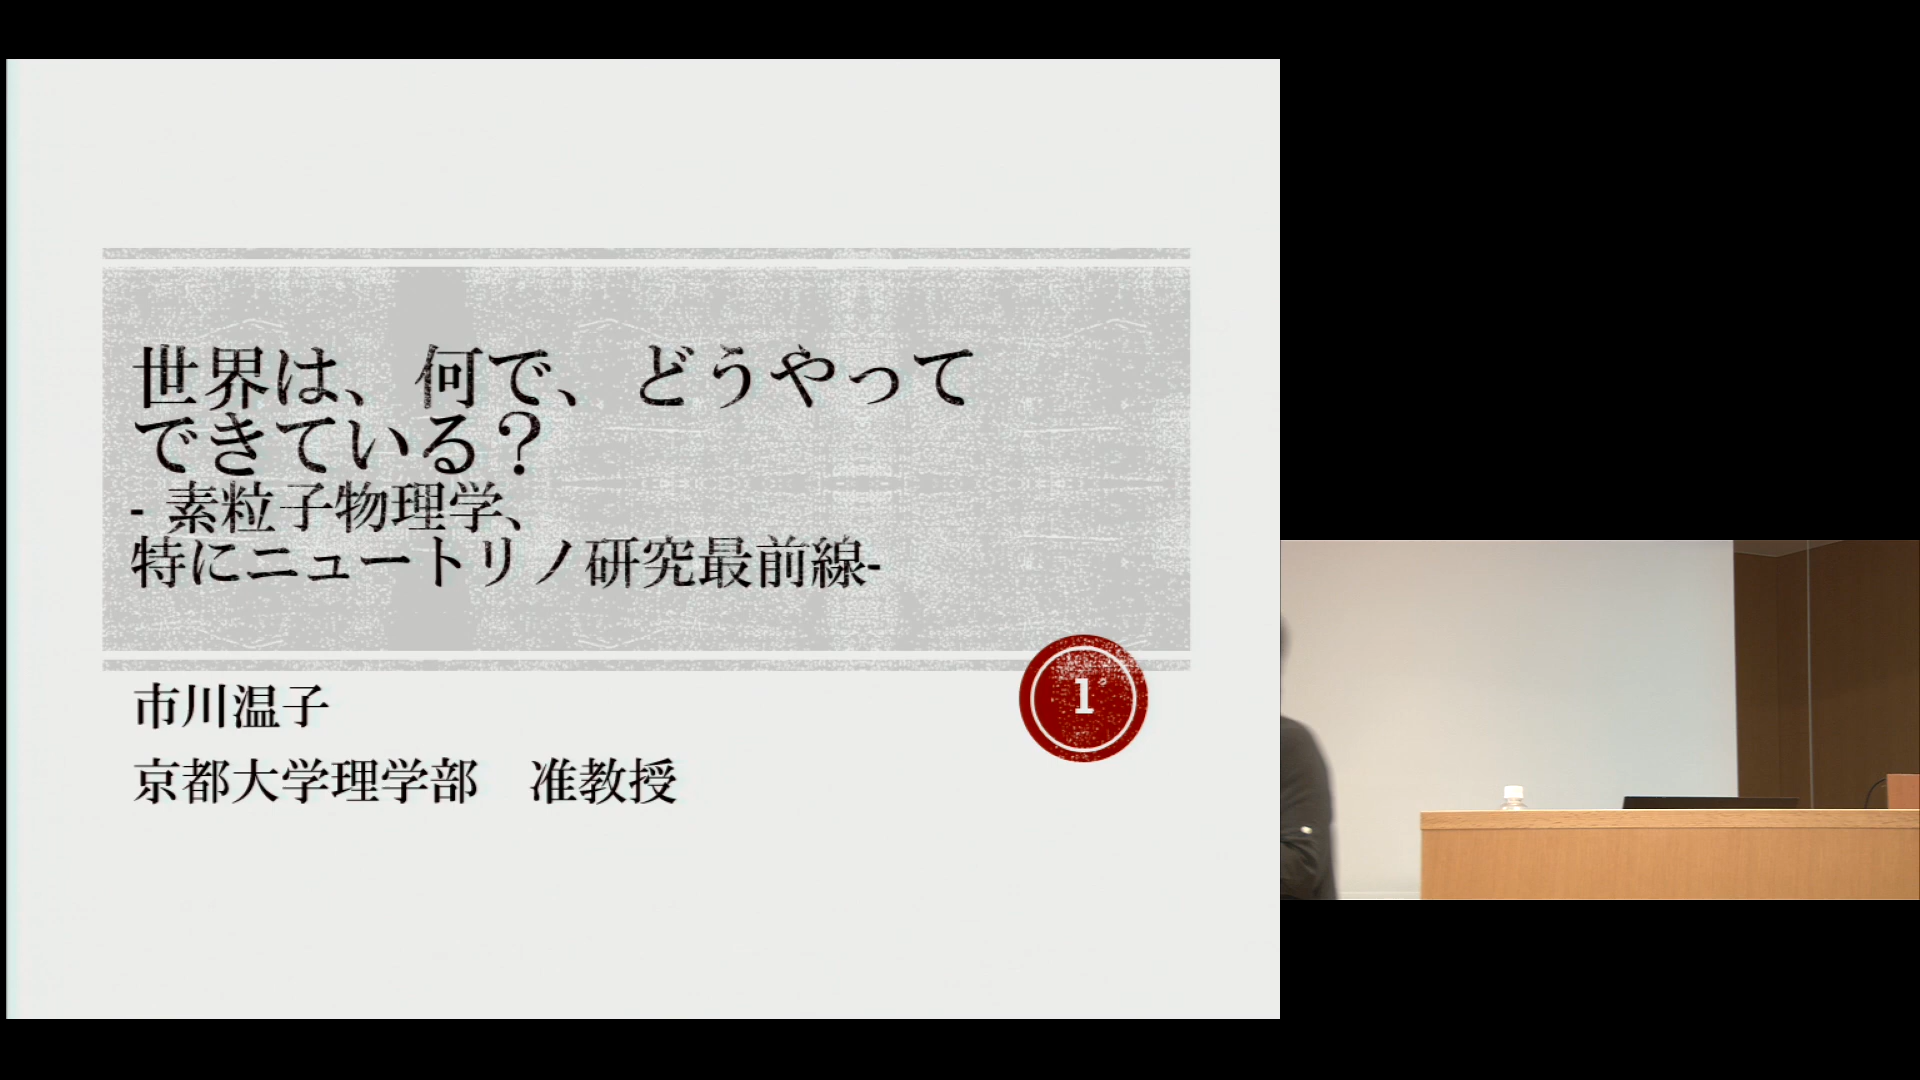 世界は、何で、どうやって
できている？
- 素粒子物理学、
特にニュートリノ研究最前線-
市川温子
京都大学理学部　准教授
1